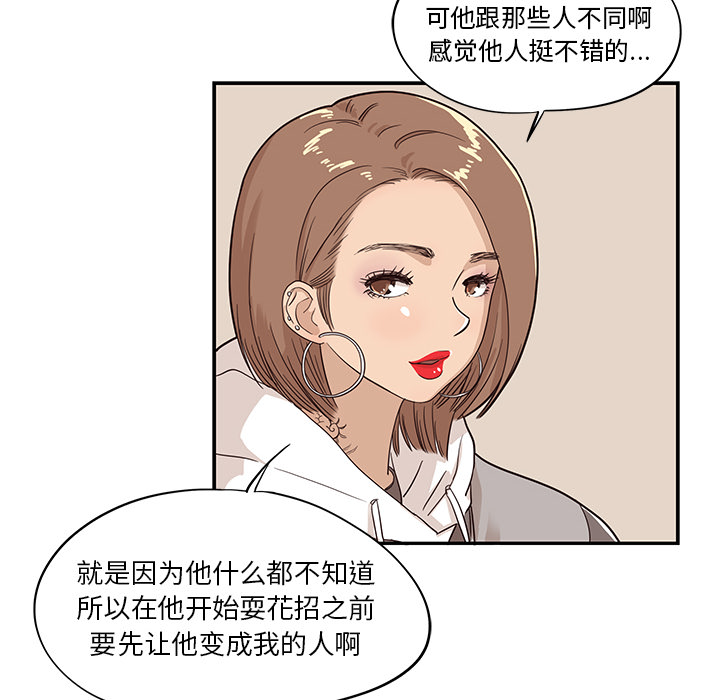 可他跟那些人不同啊
感觉他人挺不错的...
就是因为他什么都不知道
所以在他开始耍花招之前
要先让他变成我的人啊